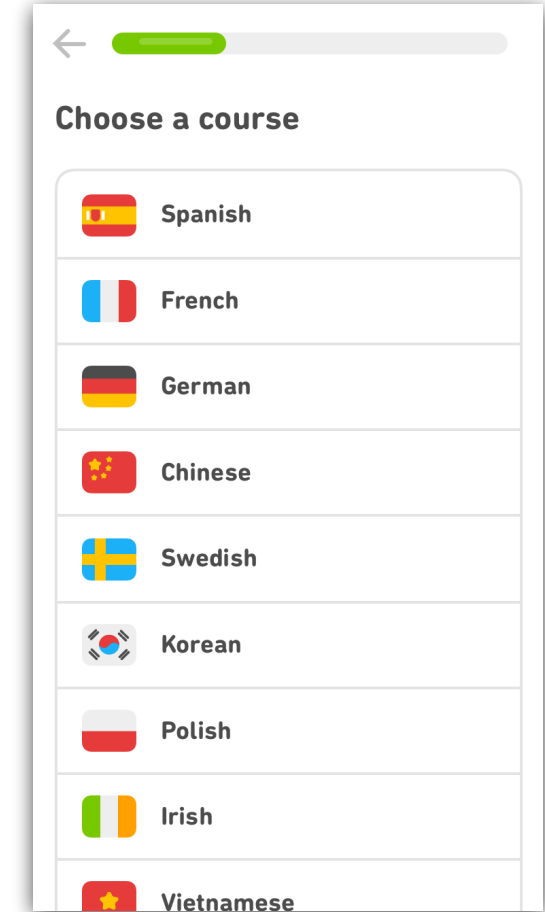 Choose a course
Spanish
French
German
Chinese
Swedish
Korean
Polish
Irish
Vietnamese